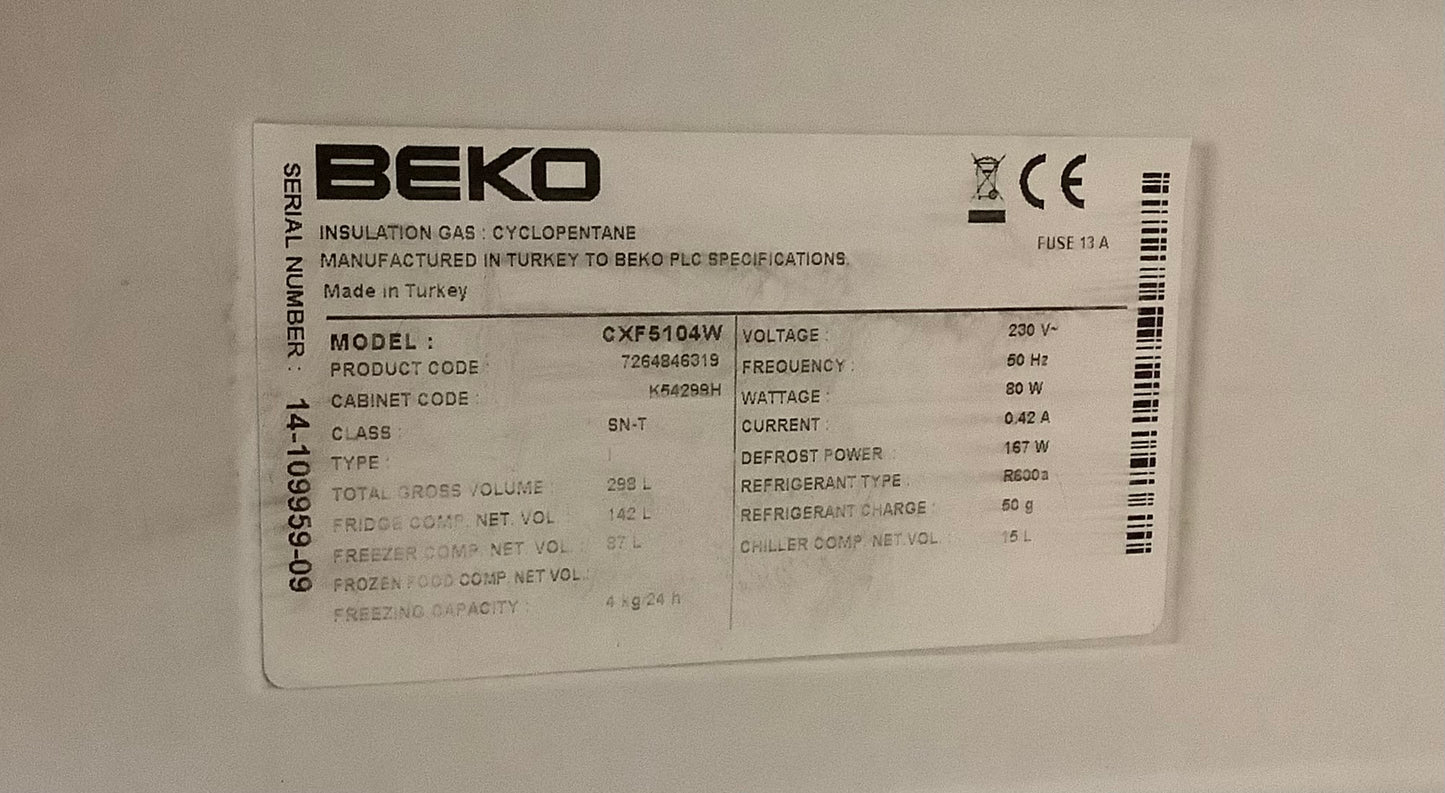 BEKO
CE
INSULATION GAS : CYCLOPENTANE
FUSE 13 A
MANUFACTURED IN TURKEY TO BEKO PLC SPECIFICATIONS.
Made in Turkey
SERIAL NUMBER : 14-109959-09
MODEL : CXF5104W
PRODUCT CODE : 7264846319
CABINET CODE : K54299H
CLASS : SN-T
TYPE : I
TOTAL GROSS VOLUME : 298 L
FRIDGE COMP. NET. VOL. : 142 L
FREEZER COMP. NET VOL. : 87 L
FROZEN FOOD COMP. NET VOL.:
FREEZING CAPACITY : 4 kg/24 h
VOLTAGE : 230 V~
FREQUENCY : 50 Hz
WATTAGE : 80 W
CURRENT : 0.42 A
DEFROST POWER : 167 W
REFRIGERANT TYPE : R600a
REFRIGERANT CHARGE : 50 g
CHILLER COMP. NET VOL. : 15 L